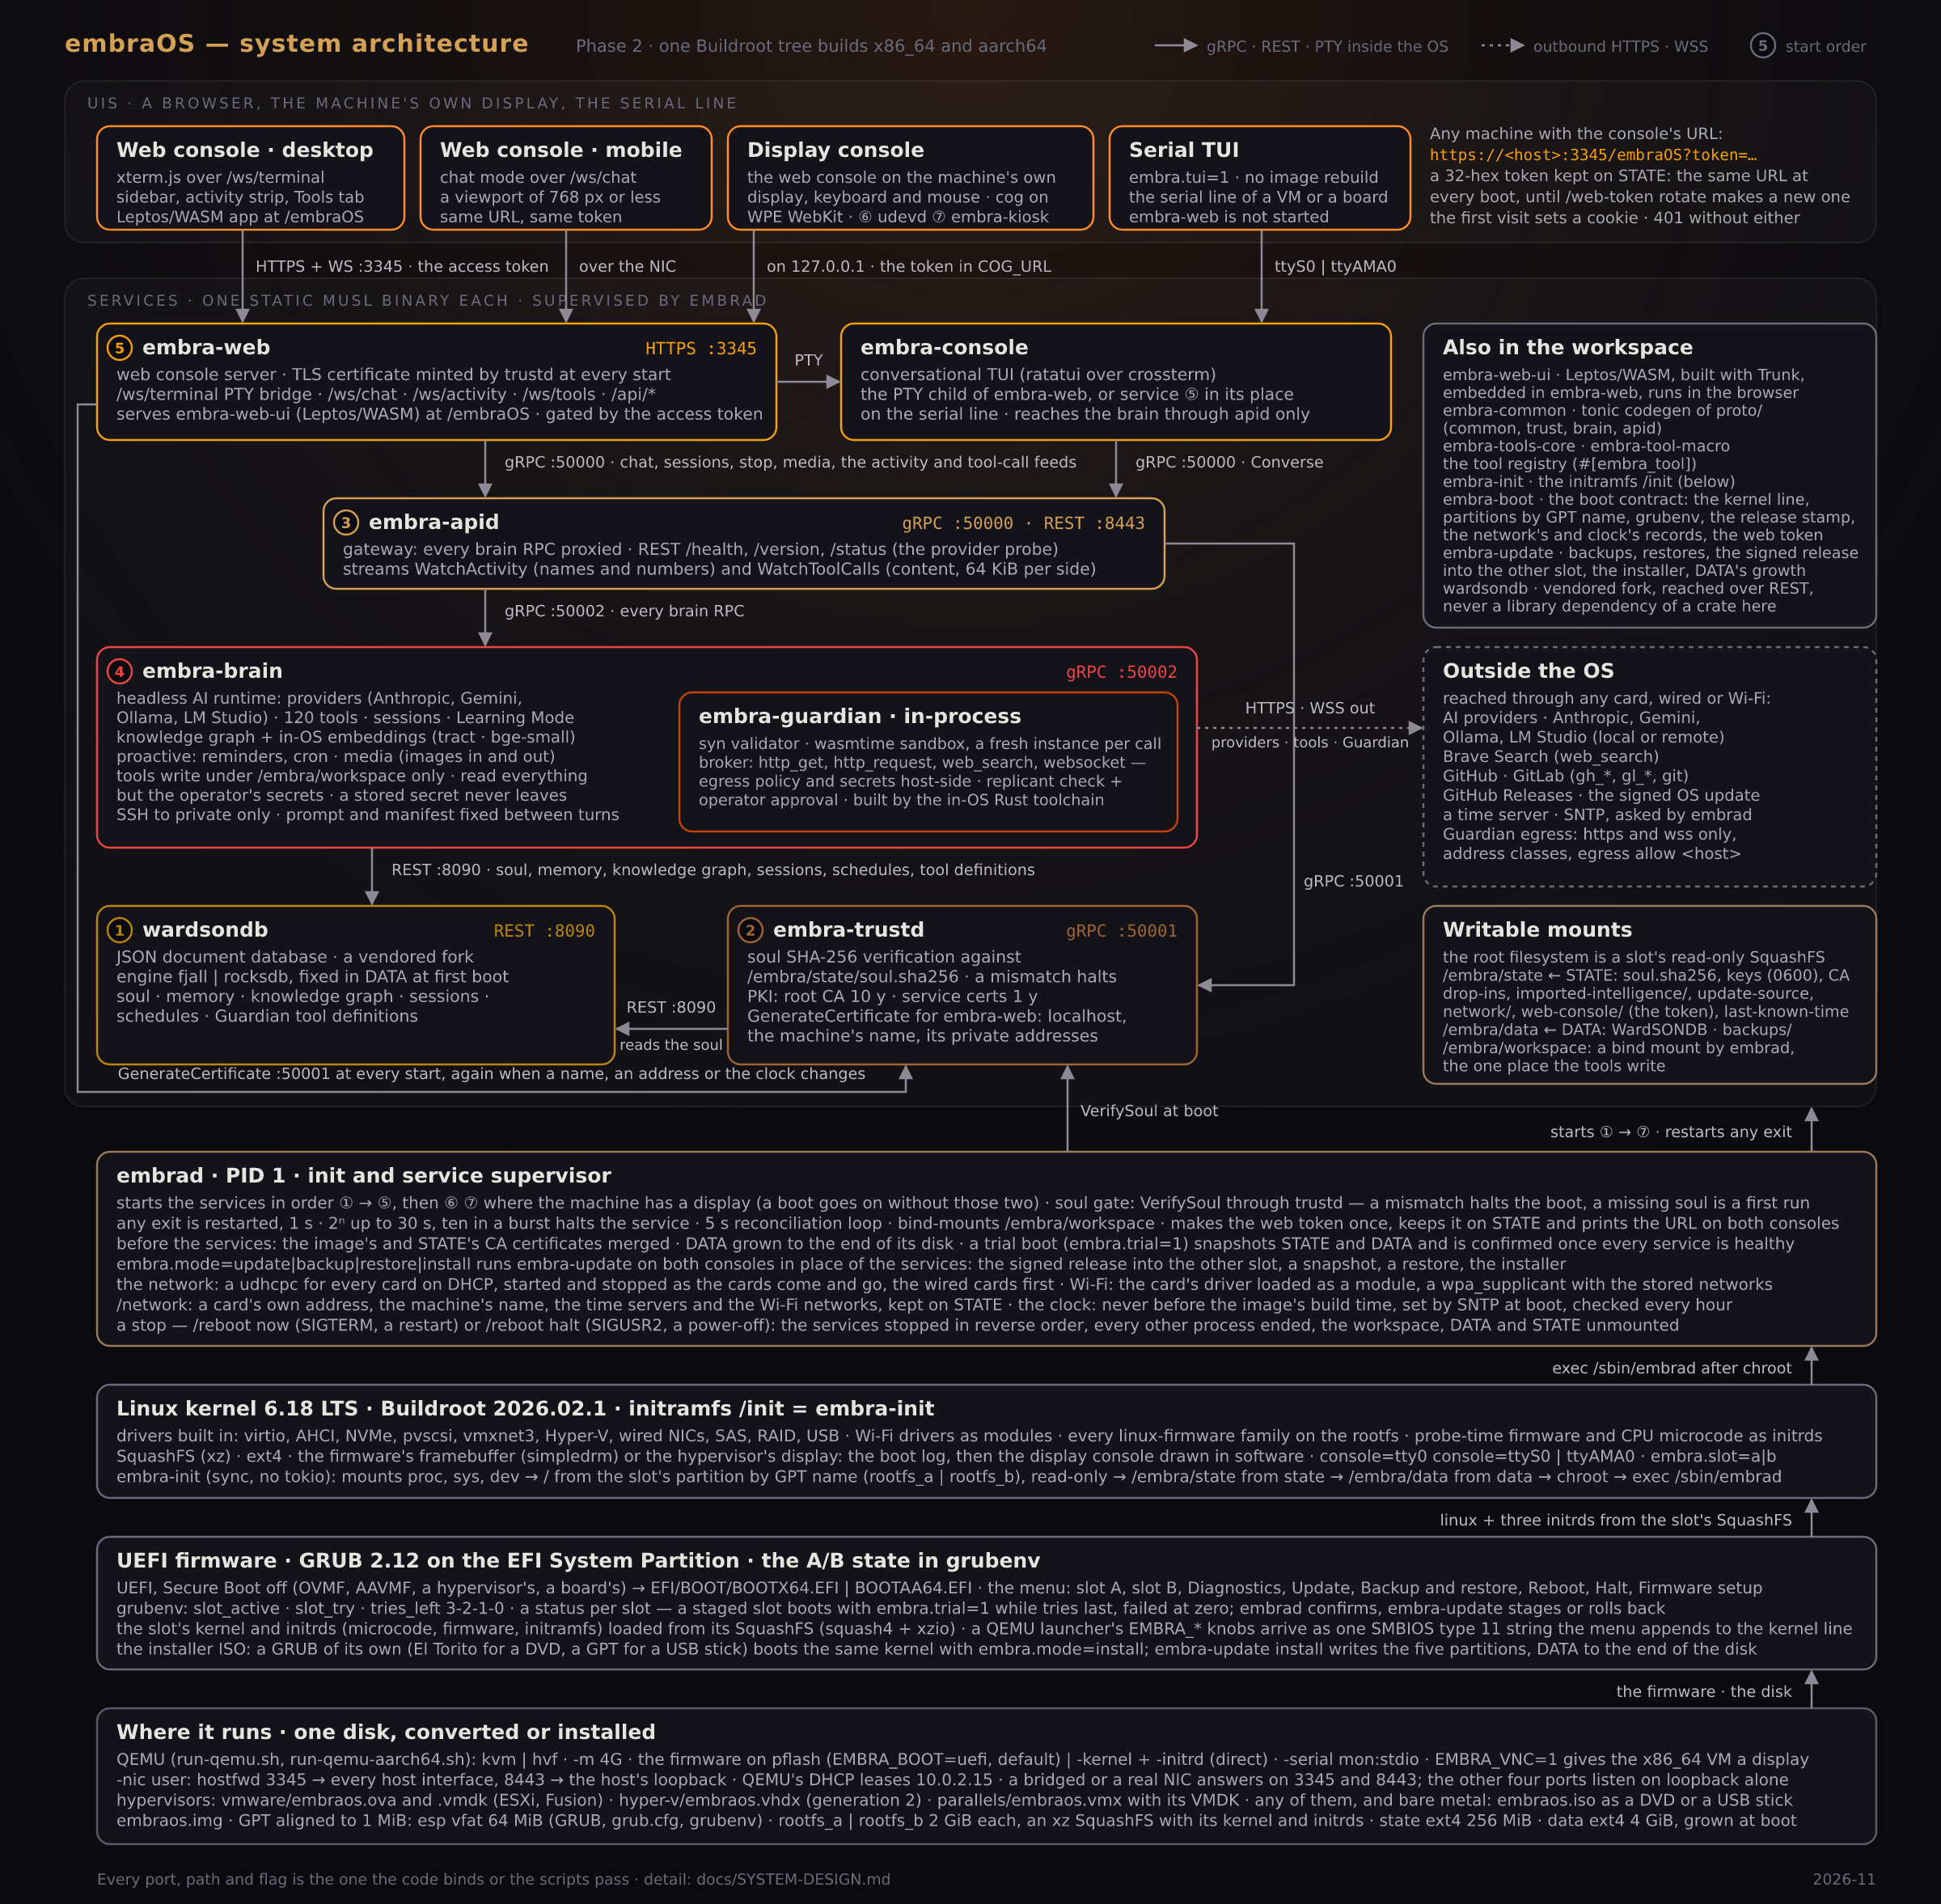 embraOS — system architecture
Phase 2 · one Buildroot tree builds x86_64 and aarch64
gRPC · REST · PTY inside the OS
outbound HTTPS · WSS
5 start order
UIS · A BROWSER, THE MACHINE'S OWN DISPLAY, THE SERIAL LINE
Web console · desktop
xterm.js over /ws/terminal
sidebar, activity strip, Tools tab
Leptos/WASM app at /embraOS
Web console · mobile
chat mode over /ws/chat
a viewport of 768 px or less
same URL, same token
Display console
the web console on the machine's own
display, keyboard and mouse · cog on
WPE WebKit · ⑥ udevd ⑦ embra-kiosk
Serial TUI
embra.tui=1 · no image rebuild
the serial line of a VM or a board
embra-web is not started
Any machine with the console's URL:
https://<host>:3345/embraOS?token=…
a 32-hex token kept on STATE: the same URL at
every boot, until /web-token rotate makes a new one
the first visit sets a cookie · 401 without either
HTTPS + WS :3345 · the access token
over the NIC
on 127.0.0.1 · the token in COG_URL
ttyS0 | ttyAMA0
SERVICES · ONE STATIC MUSL BINARY EACH · SUPERVISED BY EMBRAD
5 embra-web
HTTPS :3345
web console server · TLS certificate minted by trustd at every start
/ws/terminal PTY bridge · /ws/chat · /ws/activity · /ws/tools · /api/*
serves embra-web-ui (Leptos/WASM) at /embraOS · gated by the access token
PTY
embra-console
conversational TUI (ratatui over crossterm)
the PTY child of embra-web, or service ⑤ in its place
on the serial line · reaches the brain through apid only
Also in the workspace
embra-web-ui · Leptos/WASM, built with Trunk,
embedded in embra-web, runs in the browser
embra-common · tonic codegen of proto/
(common, trust, brain, apid)
embra-tools-core · embra-tool-macro
the tool registry (#[embra_tool])
embra-init · the initramfs /init (below)
embra-boot · the boot contract: the kernel line,
partitions by GPT name, grubenv, the release stamp,
the network's and clock's records, the web token
embra-update · backups, restores, the signed release
into the other slot, the installer, DATA's growth
wardsondb · vendored fork, reached over REST,
never a library dependency of a crate here
gRPC :50000 · chat, sessions, stop, media, the activity and tool-call feeds
gRPC :50000 · Converse
3 embra-apid
gRPC :50000 · REST :8443
gateway: every brain RPC proxied · REST /health, /version, /status (the provider probe)
streams WatchActivity (names and numbers) and WatchToolCalls (content, 64 KiB per side)
gRPC :50002 · every brain RPC
4 embra-brain
gRPC :50002
headless AI runtime: providers (Anthropic, Gemini,
Ollama, LM Studio) · 120 tools · sessions · Learning Mode
knowledge graph + in-OS embeddings (tract · bge-small)
proactive: reminders, cron · media (images in and out)
tools write under /embra/workspace only · read everything
but the operator's secrets · a stored secret never leaves
SSH to private only · prompt and manifest fixed between turns
embra-guardian · in-process
syn validator · wasmtime sandbox, a fresh instance per call
broker: http_get, http_request, web_search, websocket —
egress policy and secrets host-side · replicant check +
operator approval · built by the in-OS Rust toolchain
HTTPS · WSS out
providers · tools · Guardian
Outside the OS
reached through any card, wired or Wi-Fi:
AI providers · Anthropic, Gemini,
Ollama, LM Studio (local or remote)
Brave Search (web_search)
GitHub · GitLab (gh_*, gl_*, git)
GitHub Releases · the signed OS update
a time server · SNTP, asked by embrad
Guardian egress: https and wss only,
address classes, egress allow <host>
REST :8090 · soul, memory, knowledge graph, sessions, schedules, tool definitions
gRPC :50001
1 wardsondb
REST :8090
JSON document database · a vendored fork
engine fjall | rocksdb, fixed in DATA at first boot
soul · memory · knowledge graph · sessions ·
schedules · Guardian tool definitions
REST :8090
reads the soul
2 embra-trustd
gRPC :50001
soul SHA-256 verification against
/embra/state/soul.sha256 · a mismatch halts
PKI: root CA 10 y · service certs 1 y
GenerateCertificate for embra-web: localhost,
the machine's name, its private addresses
Writable mounts
the root filesystem is a slot's read-only SquashFS
/embra/state ← STATE: soul.sha256, keys (0600), CA
drop-ins, imported-intelligence/, update-source,
network/, web-console/ (the token), last-known-time
/embra/data ← DATA: WardSONDB · backups/
/embra/workspace: a bind mount by embrad,
the one place the tools write
GenerateCertificate :50001 at every start, again when a name, an address or the clock changes
VerifySoul at boot
starts ① → ⑦ · restarts any exit
embrad · PID 1 · init and service supervisor
starts the services in order ① → ⑤, then ⑥ ⑦ where the machine has a display (a boot goes on without those two) · soul gate: VerifySoul through trustd — a mismatch halts the boot, a missing soul is a first run
any exit is restarted, 1 s · 2ⁿ up to 30 s, ten in a burst halts the service · 5 s reconciliation loop · bind-mounts /embra/workspace · makes the web token once, keeps it on STATE and prints the URL on both consoles
before the services: the image's and STATE's CA certificates merged · DATA grown to the end of its disk · a trial boot (embra.trial=1) snapshots STATE and DATA and is confirmed once every service is healthy
embra.mode=update|backup|restore|install runs embra-update on both consoles in place of the services: the signed release into the other slot, a snapshot, a restore, the installer
the network: a udhcpc for every card on DHCP, started and stopped as the cards come and go, the wired cards first · Wi-Fi: the card's driver loaded as a module, a wpa_supplicant with the stored networks
/network: a card's own address, the machine's name, the time servers and the Wi-Fi networks, kept on STATE · the clock: never before the image's build time, set by SNTP at boot, checked every hour
a stop — /reboot now (SIGTERM, a restart) or /reboot halt (SIGUSR2, a power-off): the services stopped in reverse order, every other process ended, the workspace, DATA and STATE unmounted
exec /sbin/embrad after chroot
Linux kernel 6.18 LTS · Buildroot 2026.02.1 · initramfs /init = embra-init
drivers built in: virtio, AHCI, NVMe, pvscsi, vmxnet3, Hyper-V, wired NICs, SAS, RAID, USB · Wi-Fi drivers as modules · every linux-firmware family on the rootfs · probe-time firmware and CPU microcode as initrds
SquashFS (xz) · ext4 · the firmware's framebuffer (simpledrm) or the hypervisor's display: the boot log, then the display console drawn in software · console=tty0 console=ttyS0 | ttyAMA0 · embra.slot=a|b
embra-init (sync, no tokio): mounts proc, sys, dev → / from the slot's partition by GPT name (rootfs_a | rootfs_b), read-only → /embra/state from state → /embra/data from data → chroot → exec /sbin/embrad
linux + three initrds from the slot's SquashFS
UEFI firmware · GRUB 2.12 on the EFI System Partition · the A/B state in grubenv
UEFI, Secure Boot off (OVMF, AAVMF, a hypervisor's, a board's) → EFI/BOOT/BOOTX64.EFI | BOOTAA64.EFI · the menu: slot A, slot B, Diagnostics, Update, Backup and restore, Reboot, Halt, Firmware setup
grubenv: slot_active · slot_try · tries_left 3-2-1-0 · a status per slot — a staged slot boots with embra.trial=1 while tries last, failed at zero; embrad confirms, embra-update stages or rolls back
the slot's kernel and initrds (microcode, firmware, initramfs) loaded from its SquashFS (squash4 + xzio) · a QEMU launcher's EMBRA_* knobs arrive as one SMBIOS type 11 string the menu appends to the kernel line
the installer ISO: a GRUB of its own (El Torito for a DVD, a GPT for a USB stick) boots the same kernel with embra.mode=install; embra-update install writes the five partitions, DATA to the end of the disk
the firmware · the disk
Where it runs · one disk, converted or installed
QEMU (run-qemu.sh, run-qemu-aarch64.sh): kvm | hvf · -m 4G · the firmware on pflash (EMBRA_BOOT=uefi, default) | -kernel + -initrd (direct) · -serial mon:stdio · EMBRA_VNC=1 gives the x86_64 VM a display
-nic user: hostfwd 3345 → every host interface, 8443 → the host's loopback · QEMU's DHCP leases 10.0.2.15 · a bridged or a real NIC answers on 3345 and 8443; the other four ports listen on loopback alone
hypervisors: vmware/embraos.ova and .vmdk (ESXi, Fusion) · hyper-v/embraos.vhdx (generation 2) · parallels/embraos.vmx with its VMDK · any of them, and bare metal: embraos.iso as a DVD or a USB stick
embraos.img · GPT aligned to 1 MiB: esp vfat 64 MiB (GRUB, grub.cfg, grubenv) · rootfs_a | rootfs_b 2 GiB each, an xz SquashFS with its kernel and initrds · state ext4 256 MiB · data ext4 4 GiB, grown at boot
Every port, path and flag is the one the code binds or the scripts pass · detail: docs/SYSTEM-DESIGN.md
2026-11